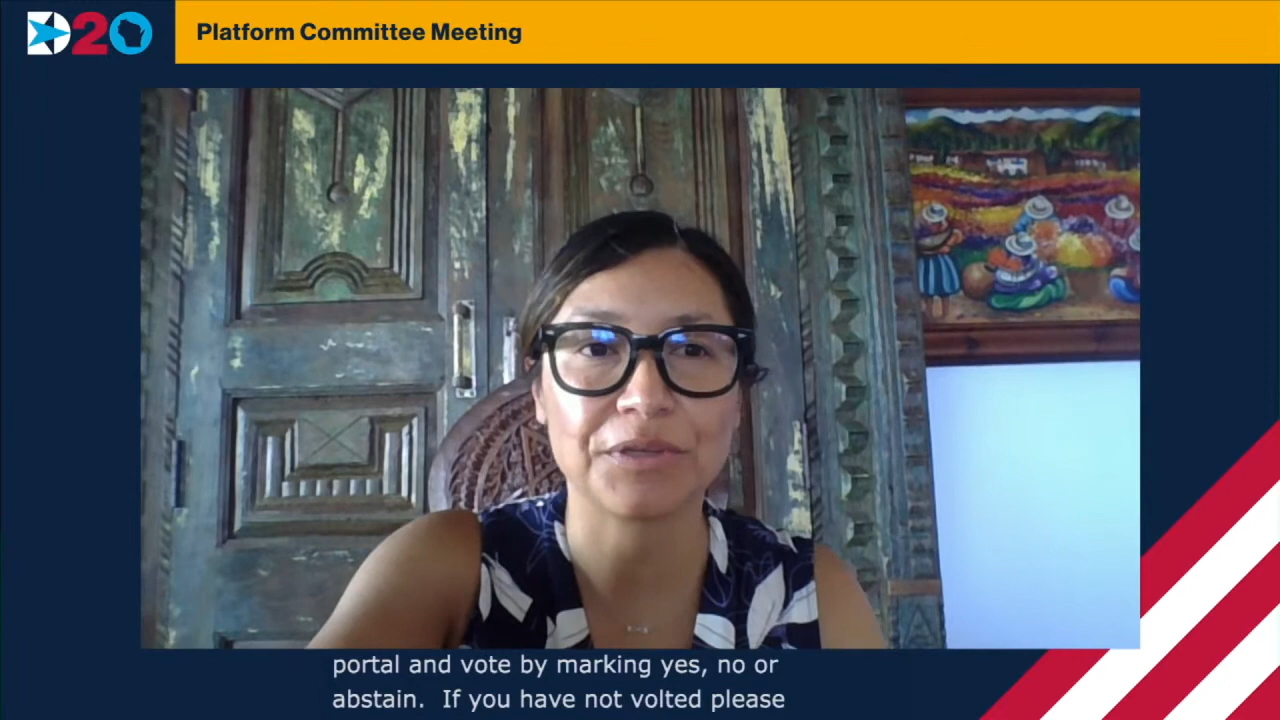 D20
Platform Committee Meeting
portal and vote by marking yes, no or
abstain.  If you have not volted please